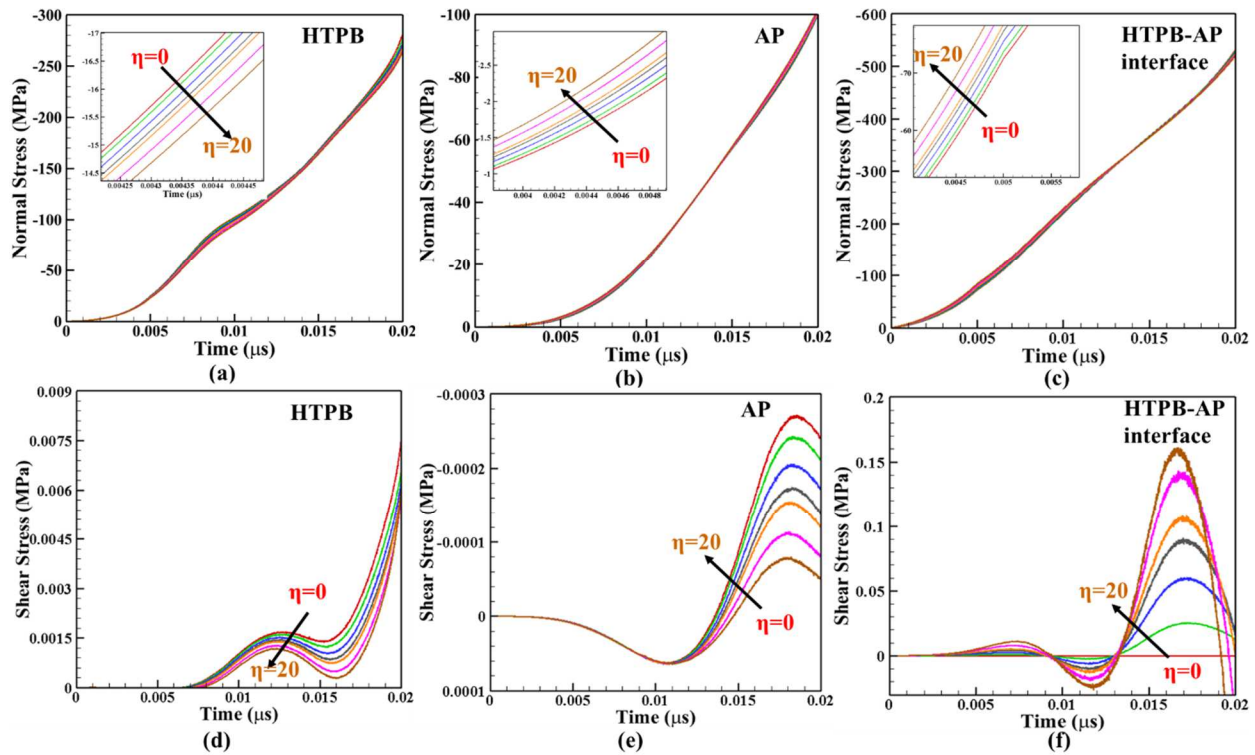 HTPB
Normal Stress (MPa)
-300
-250
-200
-150
-100
-50
0
0
0.005
0.01
0.015
0.02
Time (μs)
-17
-16.5
-16
-15.5
-15
-14.5
η=0
η=20
0.00425
0.0043
0.00435
0.0044
0.00445
Time (μs)
(a)
AP
Normal Stress (MPa)
-100
-80
-60
-40
-20
0
0
0.005
0.01
0.015
0.02
Time (μs)
-2.5
-2
-1.5
-1
η=20
η=0
0.004
0.0042
0.0044
0.0046
0.0048
(b)
HTPB-AP
interface
Normal Stress (MPa)
-600
-500
-400
-300
-200
-100
0
0
0.005
0.01
0.015
0.02
Time (μs)
-70
-60
η=20
η=0
0.0045
0.005
0.0055
(c)
HTPB
Shear Stress (MPa)
0.009
0.0075
0.006
0.0045
0.003
0.0015
0
0
0.005
0.01
0.015
0.02
Time (μs)
η=0
η=20
(d)
AP
Shear Stress (MPa)
-0.0003
-0.0002
-0.0001
0
0.0001
0
0.005
0.01
0.015
0.02
Time (μs)
η=20
η=0
(e)
HTPB-AP
interface
Shear Stress (MPa)
0.2
0.15
0.1
0.05
0
0
0.005
0.01
0.015
0.02
Time (μs)
η=20
η=0
(f)